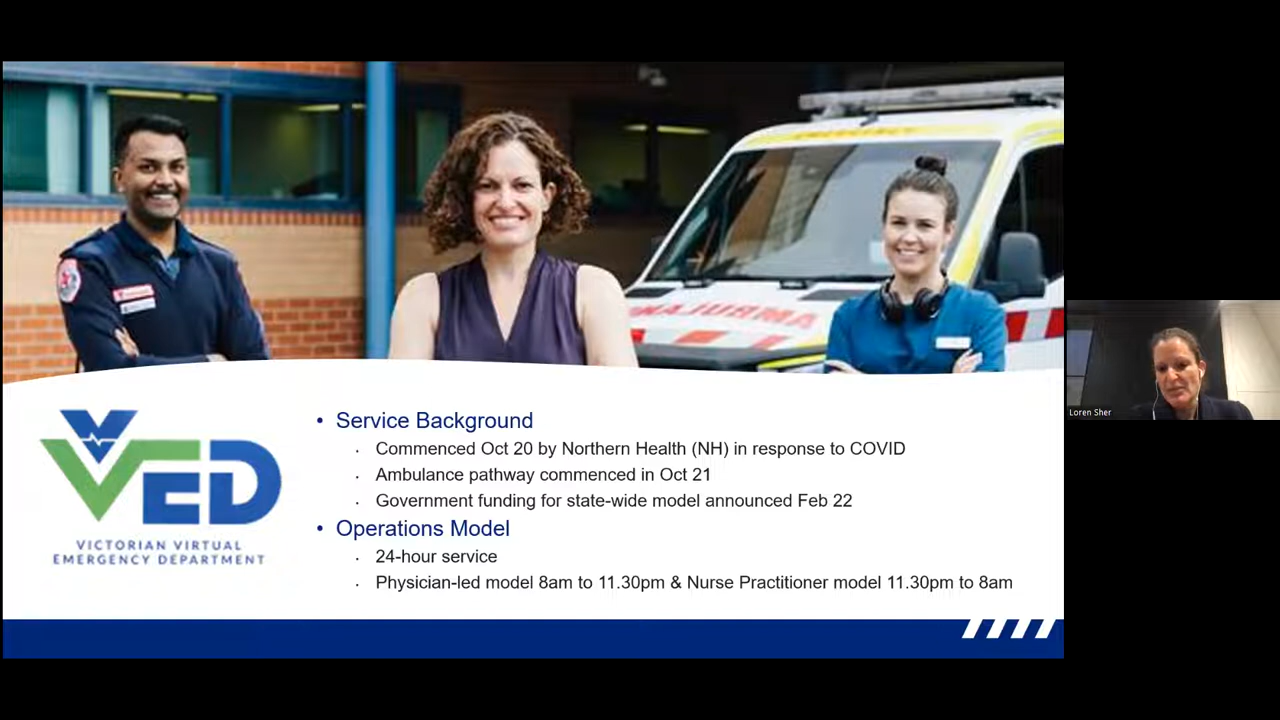 AMBULANCE
Loren Sher
VVED
VICTORIAN VIRTUAL
EMERGENCY DEPARTMENT
• Service Background
• Commenced Oct 20 by Northern Health (NH) in response to COVID
• Ambulance pathway commenced in Oct 21
• Government funding for state-wide model announced Feb 22
• Operations Model
• 24-hour service
• Physician-led model 8am to 11.30pm & Nurse Practitioner model 11.30pm to 8am